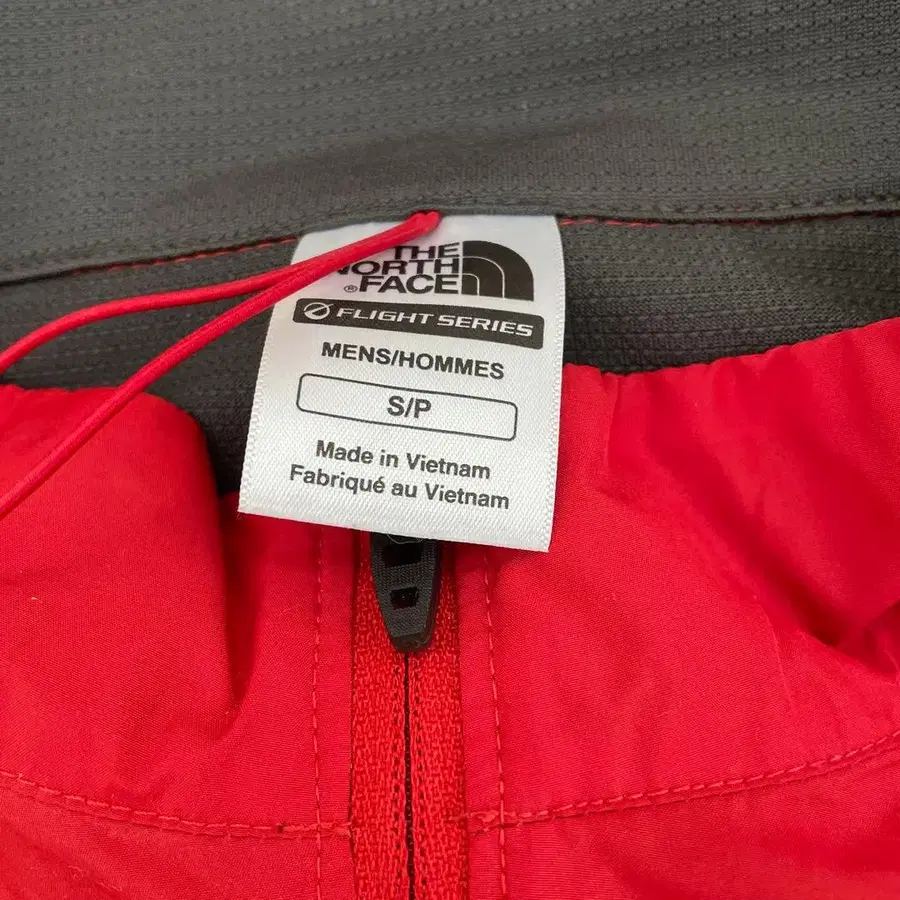 THE
NORTH
®FACE
FLIGHT SERIES
MENS/HOMMES
S/P
Made in Vietnam
Fabriqué au Vietnam